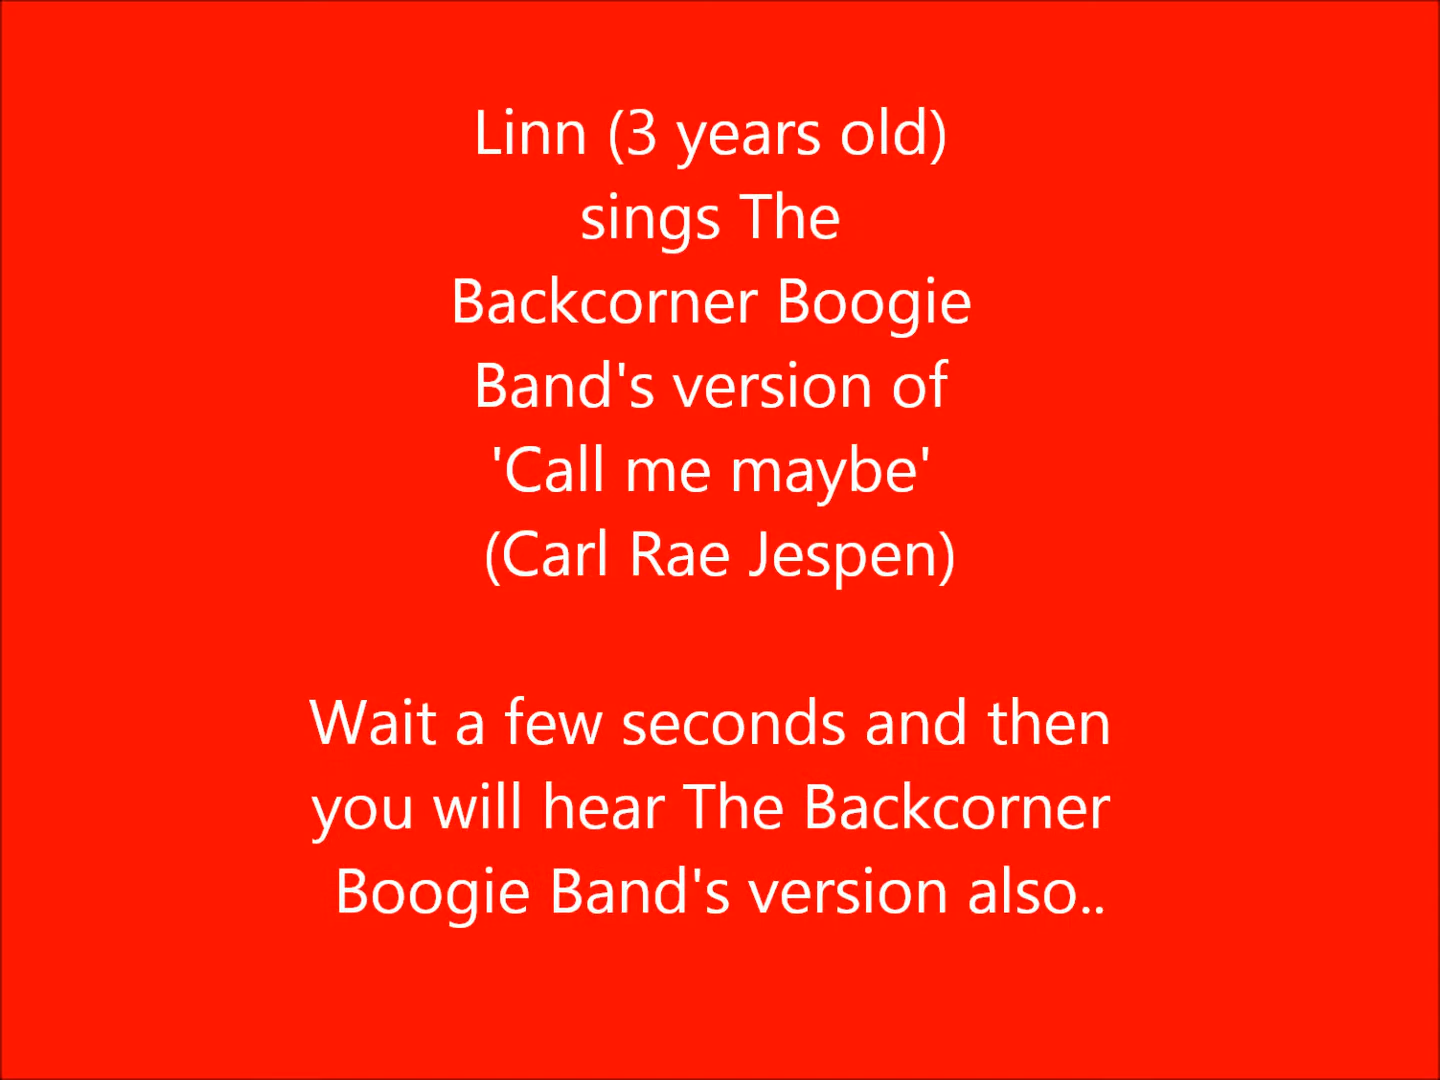 Linn (3 years old)
sings The
Backcorner Boogie
Band's version of
'Call me maybe'
(Carl Rae Jespen)
Wait a few seconds and then
you will hear The Backcorner
Boogie Band's version also..